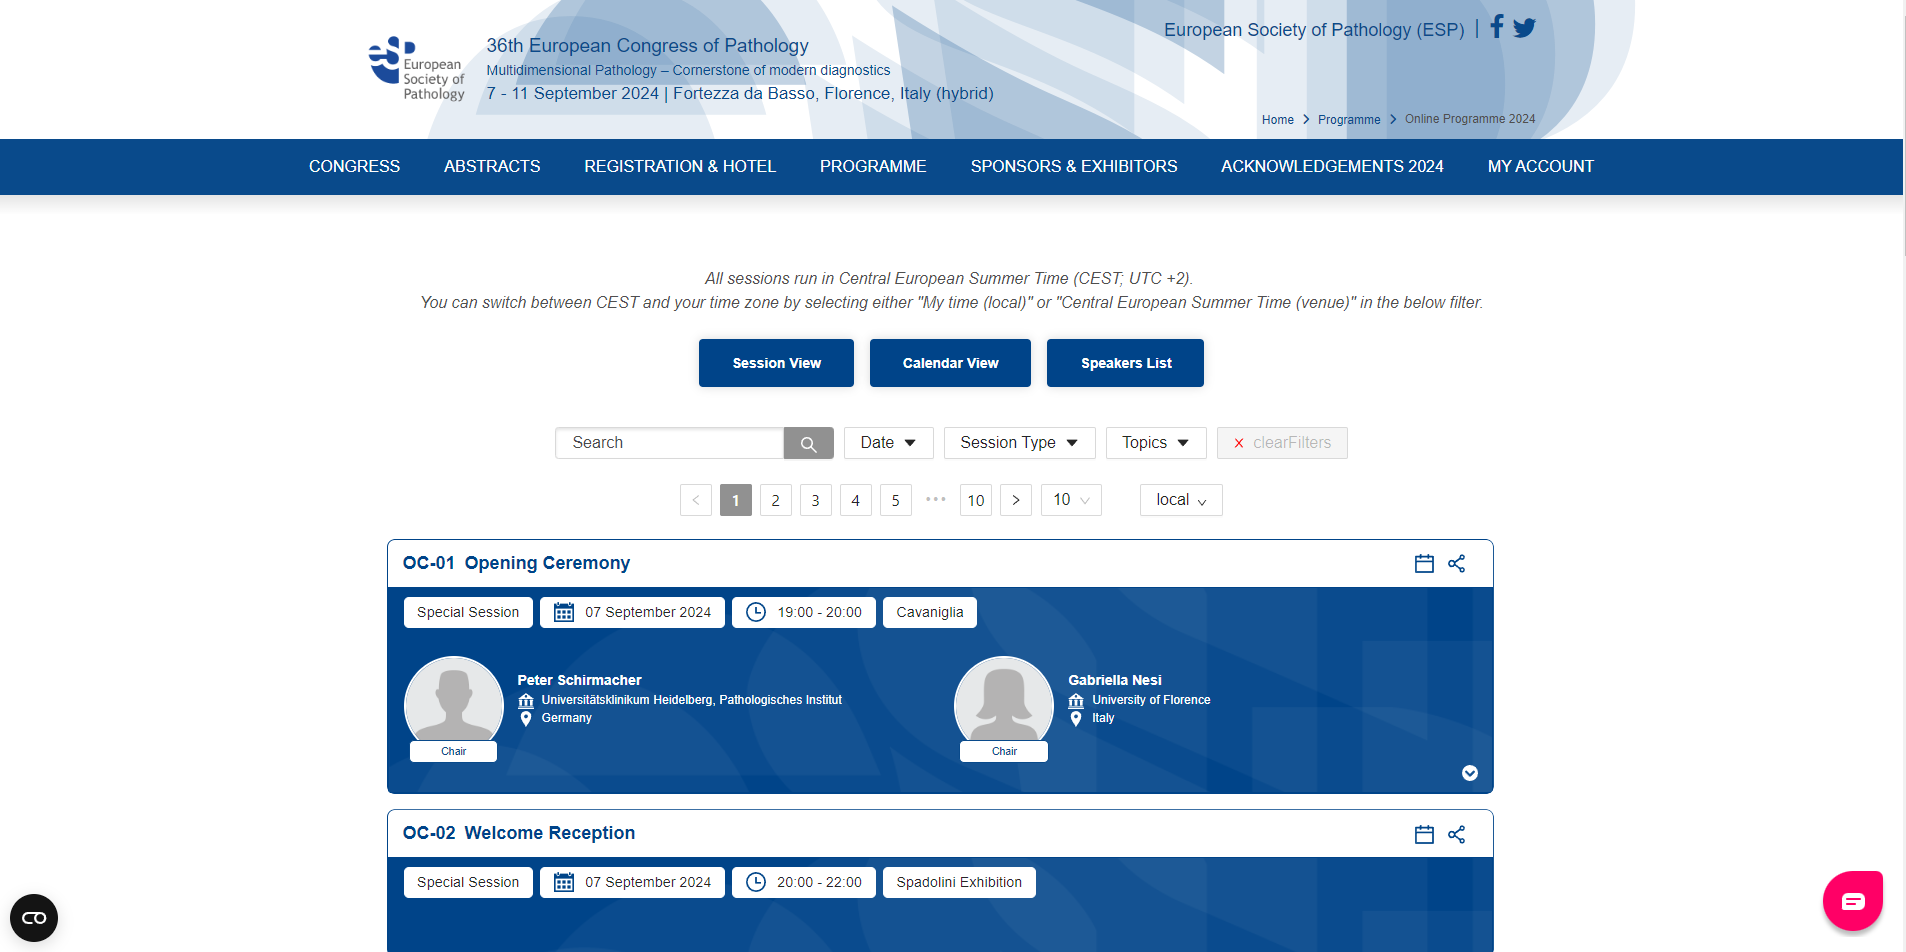 European Society of Pathology (ESP) |
European
Society of
Pathology
36th European Congress of Pathology
Multidimensional Pathology – Cornerstone of modern diagnostics
7 - 11 September 2024 | Fortezza da Basso, Florence, Italy (hybrid)
Home > Programme > Online Programme 2024
CONGRESS ABSTRACTS REGISTRATION & HOTEL PROGRAMME SPONSORS & EXHIBITORS ACKNOWLEDGEMENTS 2024 MY ACCOUNT
All sessions run in Central European Summer Time (CEST; UTC +2).
You can switch between CEST and your time zone by selecting either "My time (local)" or "Central European Summer Time (venue)" in the below filter.
Session View Calendar View Speakers List
Search Date Session Type Topics clearFilters
< 1 2 3 4 5 ••• 10 > 10 local
OC-01 Opening Ceremony
Special Session 07 September 2024 19:00 - 20:00 Cavaniglia
Peter Schirmacher
Universitätsklinikum Heidelberg, Pathologisches Institut
Germany
Chair
Gabriella Nesi
University of Florence
Italy
Chair
OC-02 Welcome Reception
Special Session 07 September 2024 20:00 - 22:00 Spadolini Exhibition